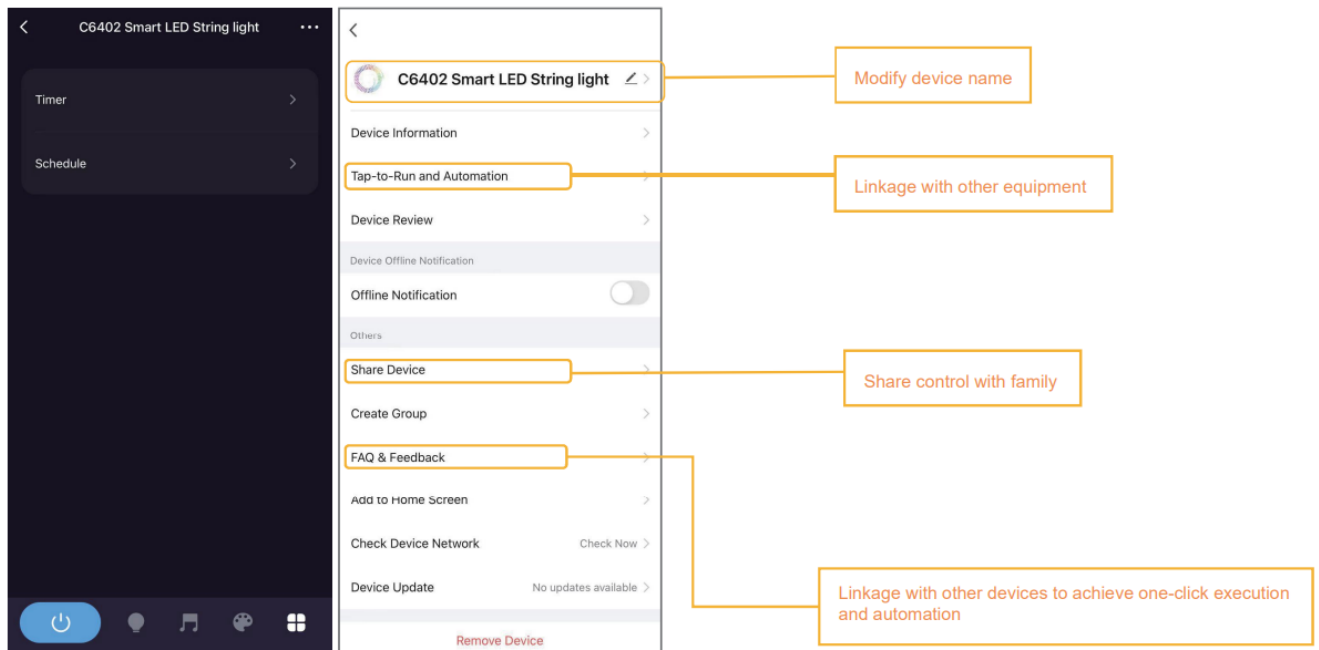 C6402 Smart LED String light
Timer
Schedule
C6402 Smart LED String light
Device Information
Tap-to-Run and Automation
Device Review
Device Offline Notification
Offline Notification
Others
Share Device
Create Group
FAQ & Feedback
Add to Home Screen
Check Device Network Check Now
Device Update No updates available
Remove Device
Modify device name
Linkage with other equipment
Share control with family
Linkage with other devices to achieve one-click execution
and automation